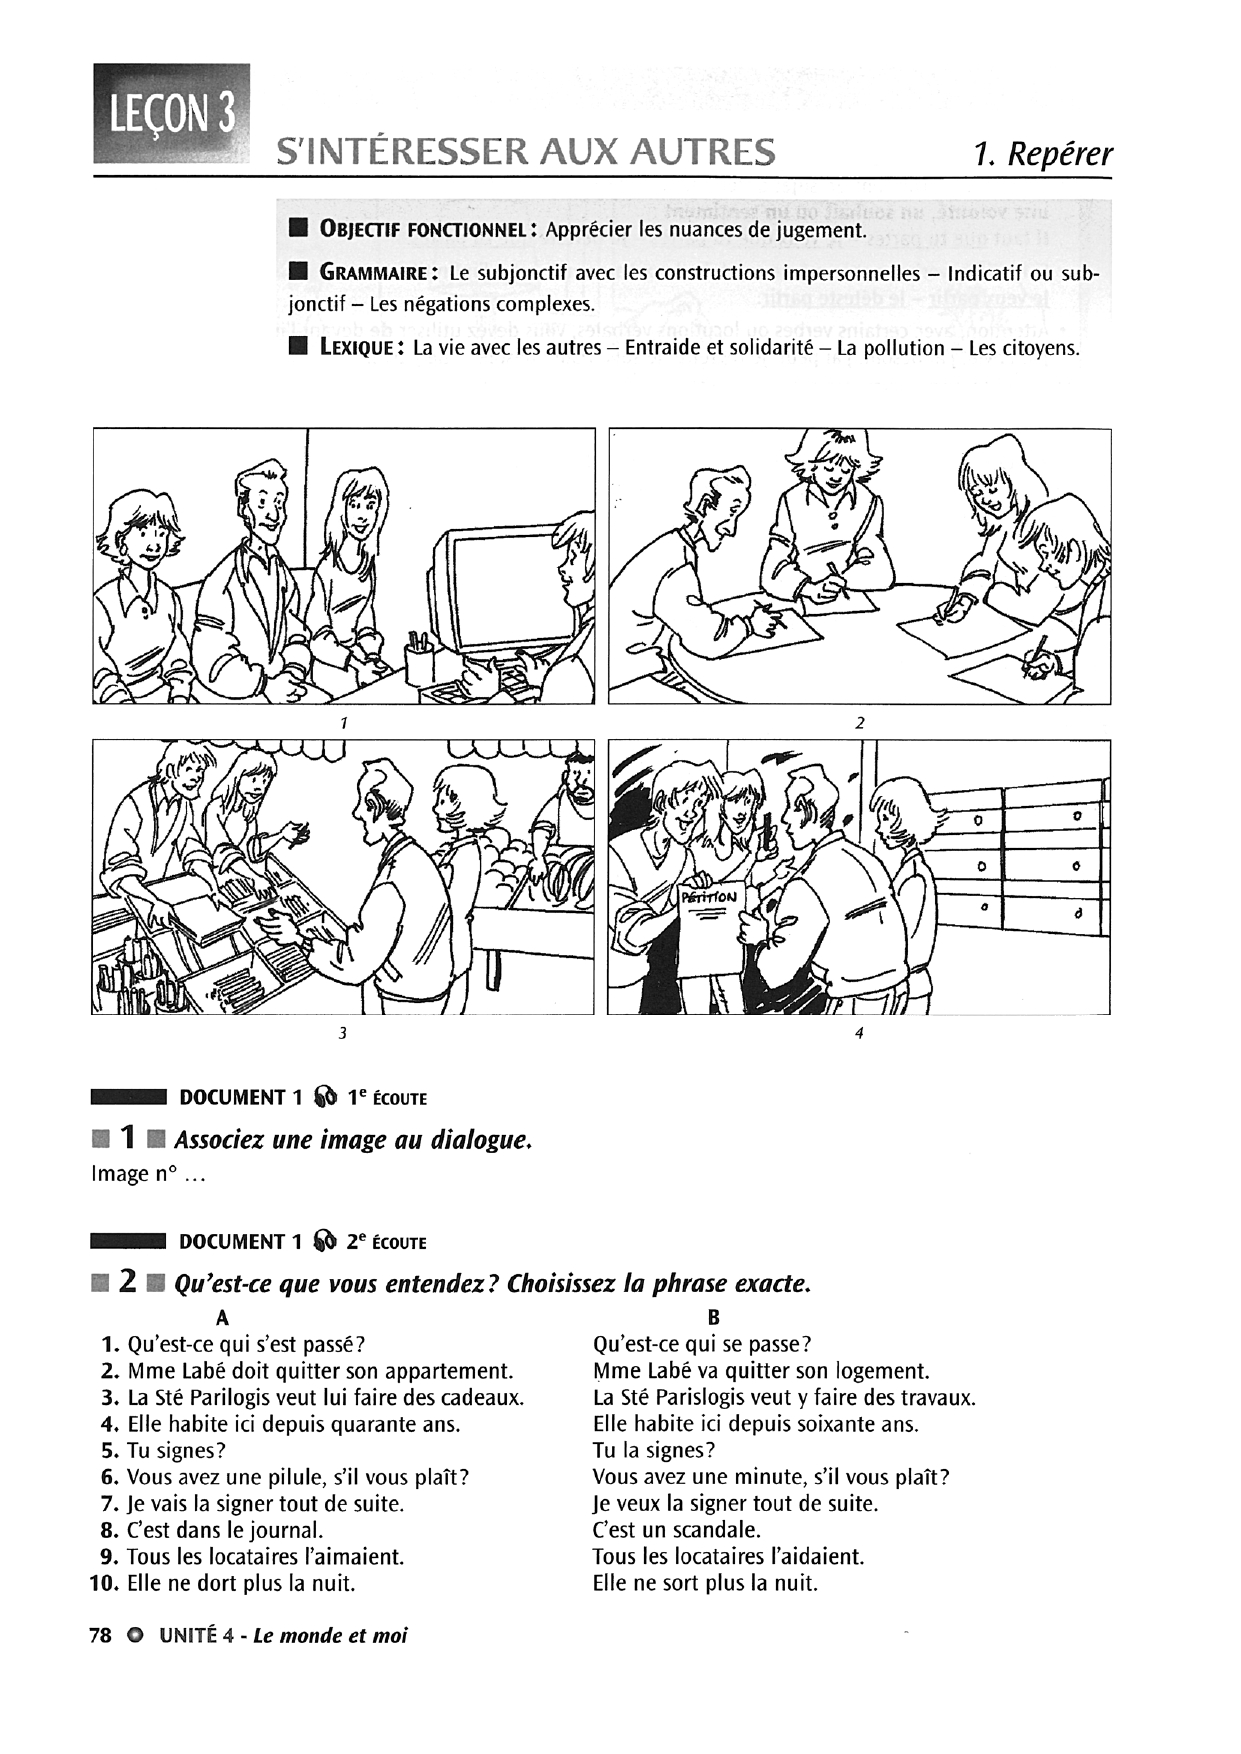 LEÇON 3
S'INTÉRESSER AUX AUTRES
1. Repérer
■ OBJECTIF FONCTIONNEL : Apprécier les nuances de jugement.
■ GRAMMAIRE : Le subjonctif avec les constructions impersonnelles – Indicatif ou sub-
jonctif – Les négations complexes.
■ LEXIQUE : La vie avec les autres – Entraide et solidarité – La pollution – Les citoyens.
1
2
PÉTITION
3
4
DOCUMENT 1 1e ÉCOUTE
■ 1 ■ Associez une image au dialogue.
Image n° ...
DOCUMENT 1 2e ÉCOUTE
■ 2 ■ Qu'est-ce que vous entendez ? Choisissez la phrase exacte.
A B
1. Qu'est-ce qui s'est passé ? Qu'est-ce qui se passe ?
2. Mme Labé doit quitter son appartement. Mme Labé va quitter son logement.
3. La Sté Parilogis veut lui faire des cadeaux. La Sté Parislogis veut y faire des travaux.
4. Elle habite ici depuis quarante ans. Elle habite ici depuis soixante ans.
5. Tu signes ? Tu la signes ?
6. Vous avez une pilule, s'il vous plaît ? Vous avez une minute, s'il vous plaît ?
7. Je vais la signer tout de suite. Je veux la signer tout de suite.
8. C'est dans le journal. C'est un scandale.
9. Tous les locataires l'aimaient. Tous les locataires l'aidaient.
10. Elle ne dort plus la nuit. Elle ne sort plus la nuit.
78 UNITÉ 4 - Le monde et moi